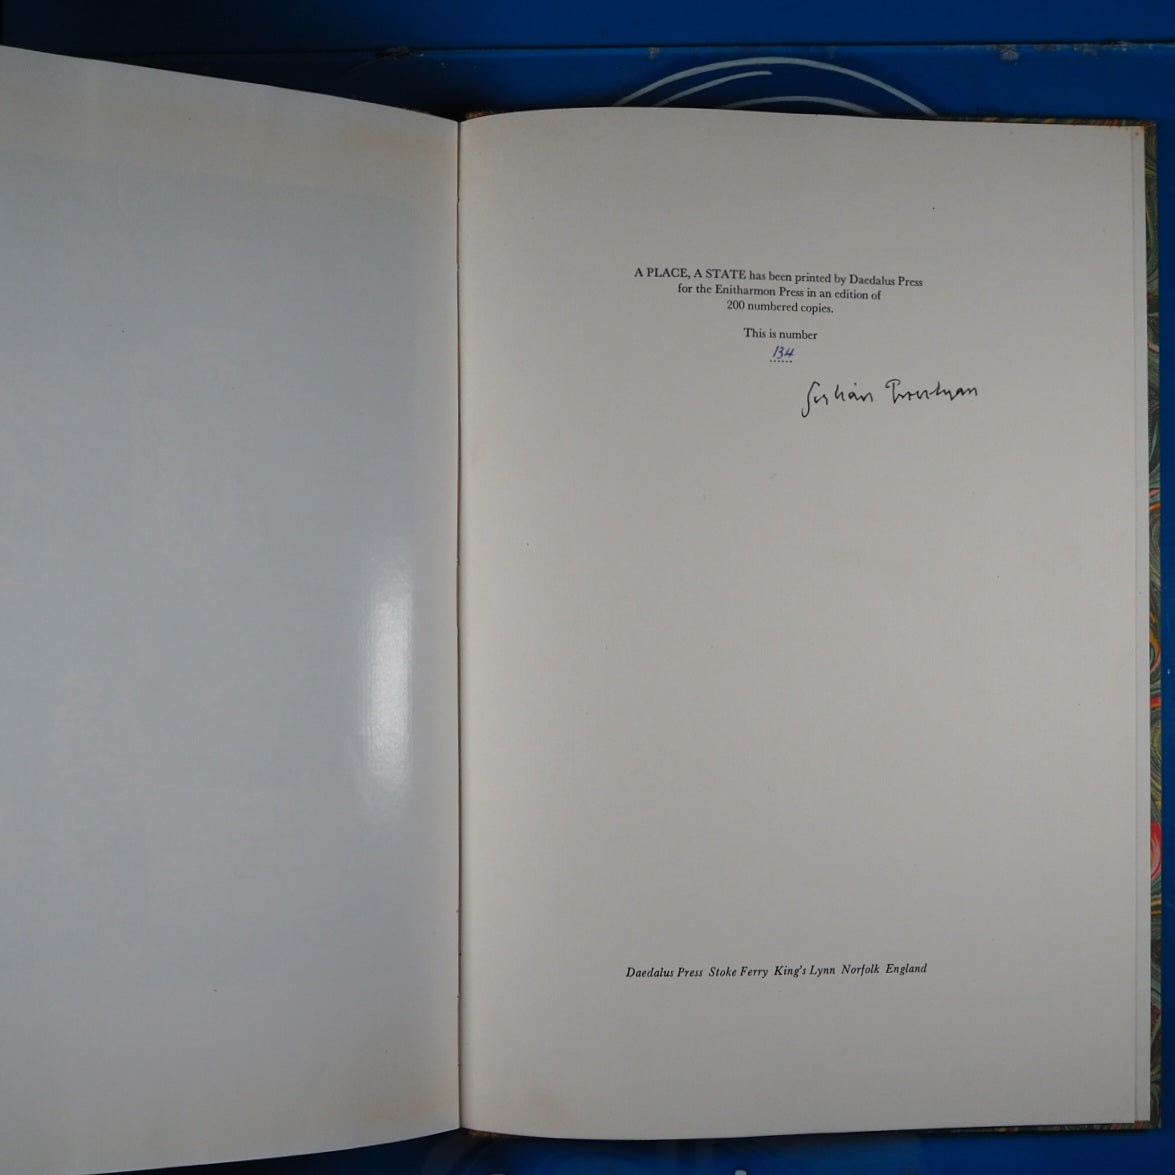 A PLACE, A STATE has been printed by Daedalus Press
for the Enitharmon Press in an edition of
200 numbered copies.
This is number
134
Daedalus Press Stoke Ferry King's Lynn Norfolk England